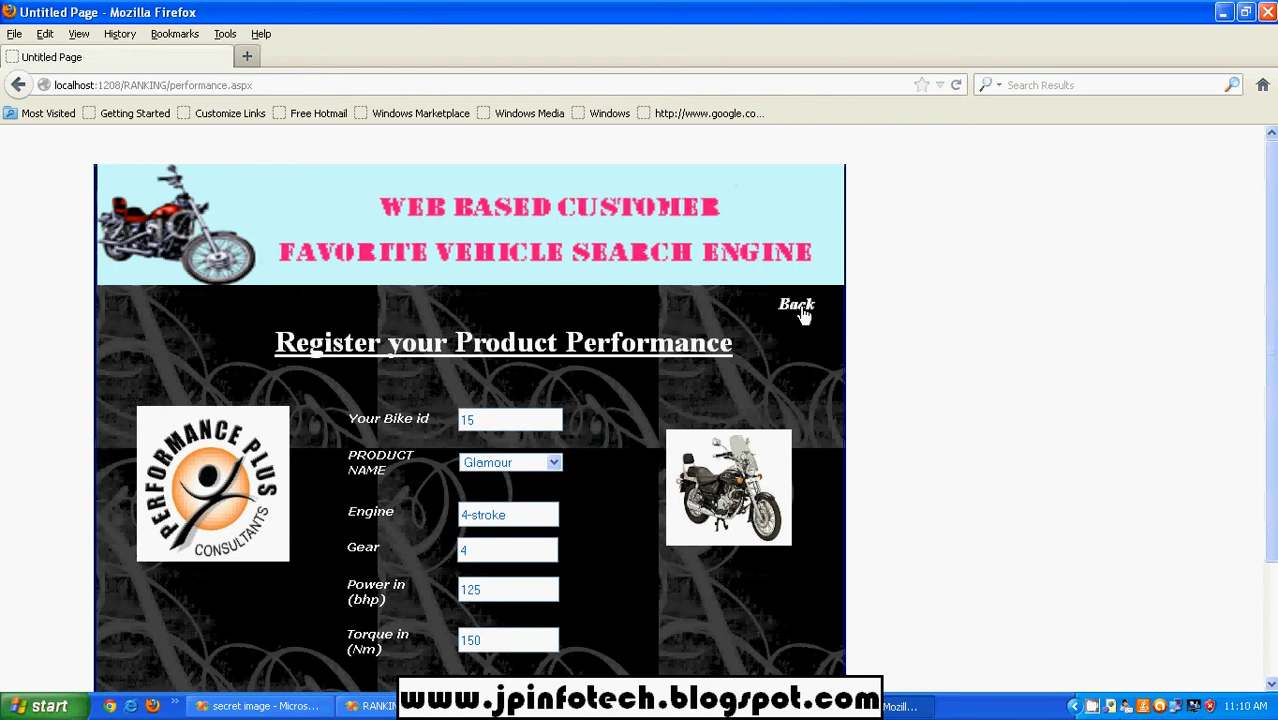 Untitled Page - Mozilla Firefox
File Edit View History Bookmarks Tools Help
Untitled Page
localhost:1208/RANKING/performance.aspx
Search Results
Most Visited Getting Started Customize Links Free Hotmail Windows Marketplace Windows Media Windows http://www.google.co...
WEB BASED CUSTOMER
FAVORITE VEHICLE SEARCH ENGINE
Back
Register your Product Performance
PERFORMANCE PLUS
CONSULTANTS
Your Bike id 15
PRODUCT NAME Glamour
Engine 4-stroke
Gear 4
Power in (bhp) 125
Torque in (Nm) 150
www.jpinfotech.blogspot.com
start
secret image - Micros...
RANKIN
Mozil...
11:10 AM